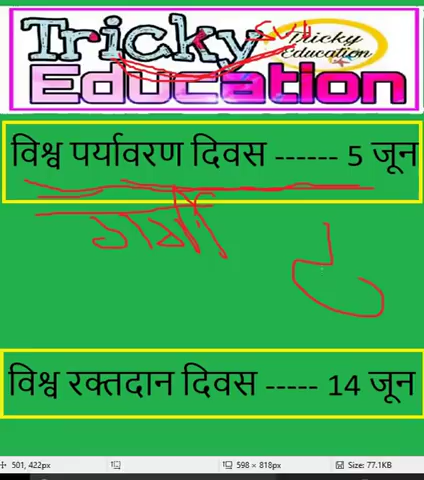 Tricky
Tricky
Education
Education
विश्व पर्यावरण दिवस ------ 5 जून
गर्मी
विश्व रक्तदान दिवस ----- 14 जून
501, 422px
598 × 818px
Size: 77.1KB